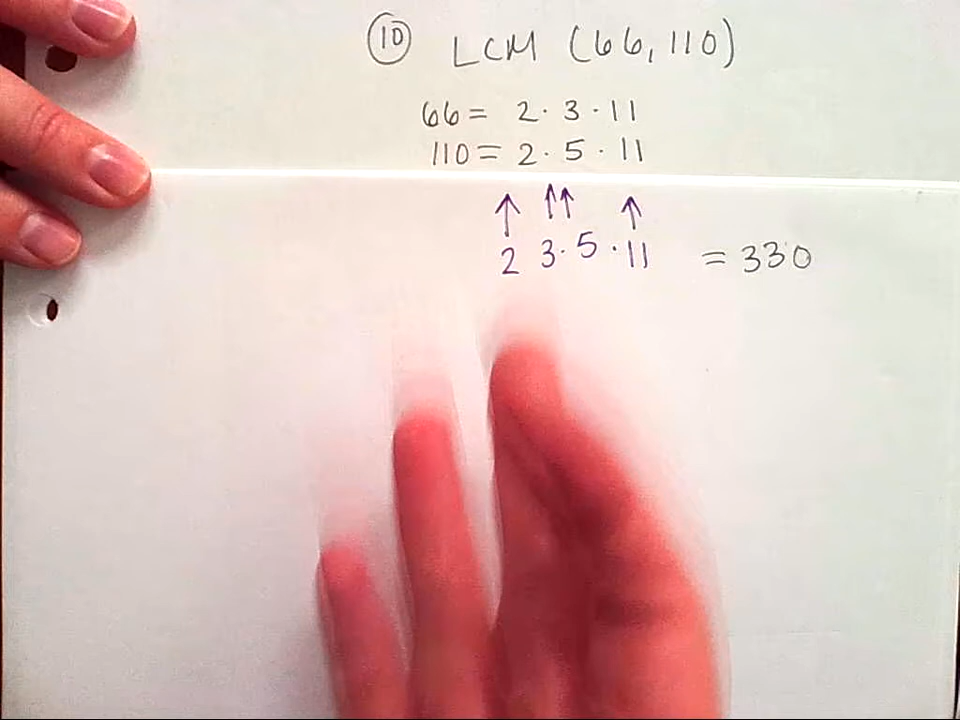 10 LCM (66, 110)
66 = 2 · 3 · 11
110 = 2 · 5 · 11
↑ ↑↑ ↑
2 3 · 5 · 11 = 330